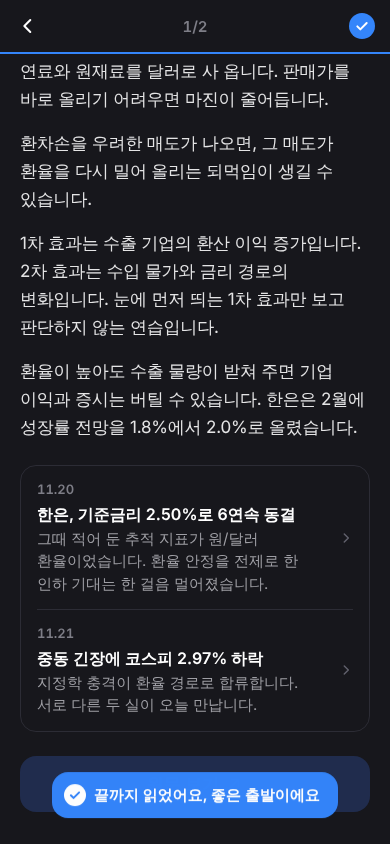 1/2
연료와 원재료를 달러로 사 옵니다. 판매가를
바로 올리기 어려우면 마진이 줄어듭니다.
환차손을 우려한 매도가 나오면, 그 매도가
환율을 다시 밀어 올리는 되먹임이 생길 수
있습니다.
1차 효과는 수출 기업의 환산 이익 증가입니다.
2차 효과는 수입 물가와 금리 경로의
변화입니다. 눈에 먼저 띄는 1차 효과만 보고
판단하지 않는 연습입니다.
환율이 높아도 수출 물량이 받쳐 주면 기업
이익과 증시는 버틸 수 있습니다. 한은은 2월에
성장률 전망을 1.8%에서 2.0%로 올렸습니다.
11.20
한은, 기준금리 2.50%로 6연속 동결
그때 적어 둔 추적 지표가 원/달러
환율이었습니다. 환율 안정을 전제로 한
인하 기대는 한 걸음 멀어졌습니다.
11.21
중동 긴장에 코스피 2.97% 하락
지정학 충격이 환율 경로로 합류합니다.
서로 다른 두 실이 오늘 만납니다.
끝까지 읽었어요, 좋은 출발이에요